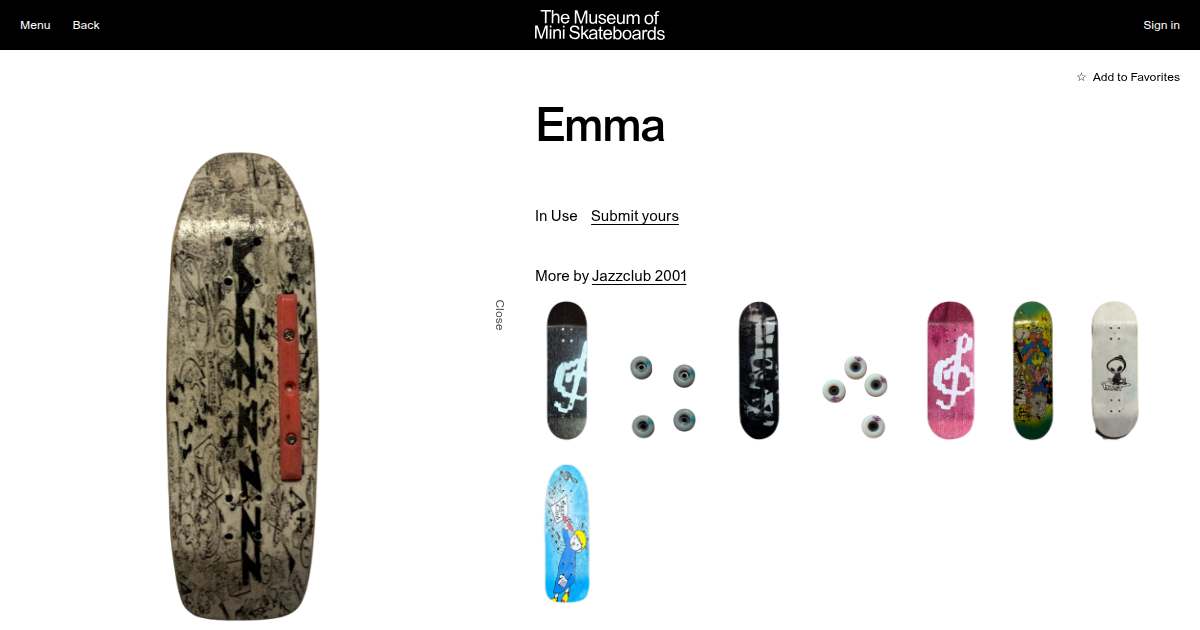 Menu
Back
The Museum of
Mini Skateboards
Sign in
☆ Add to Favorites
Emma
In Use Submit yours
More by Jazzclub 2001
Close